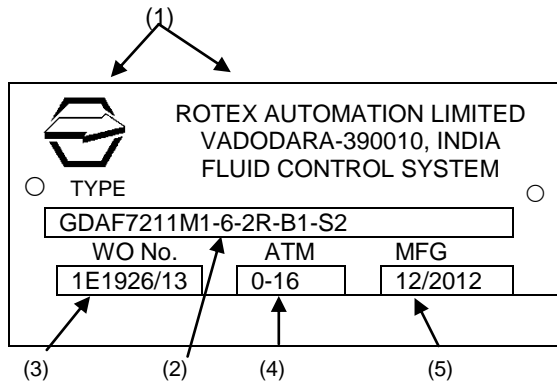 (1)
ROTEX AUTOMATION LIMITED
VADODARA-390010, INDIA
FLUID CONTROL SYSTEM
TYPE
GDAF7211M1-6-2R-B1-S2
WO No. ATM MFG
1E1926/13 0-16 12/2012
(3) (2) (4) (5)